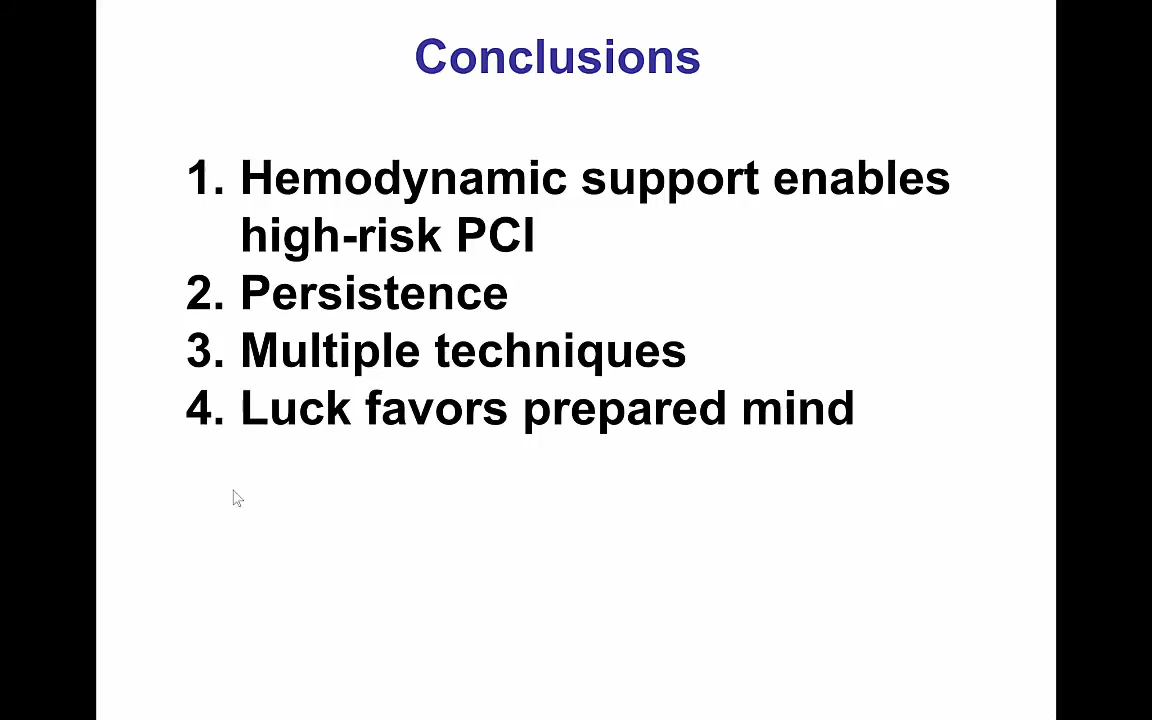 Conclusions
1. Hemodynamic support enables
high-risk PCI
2. Persistence
3. Multiple techniques
4. Luck favors prepared mind